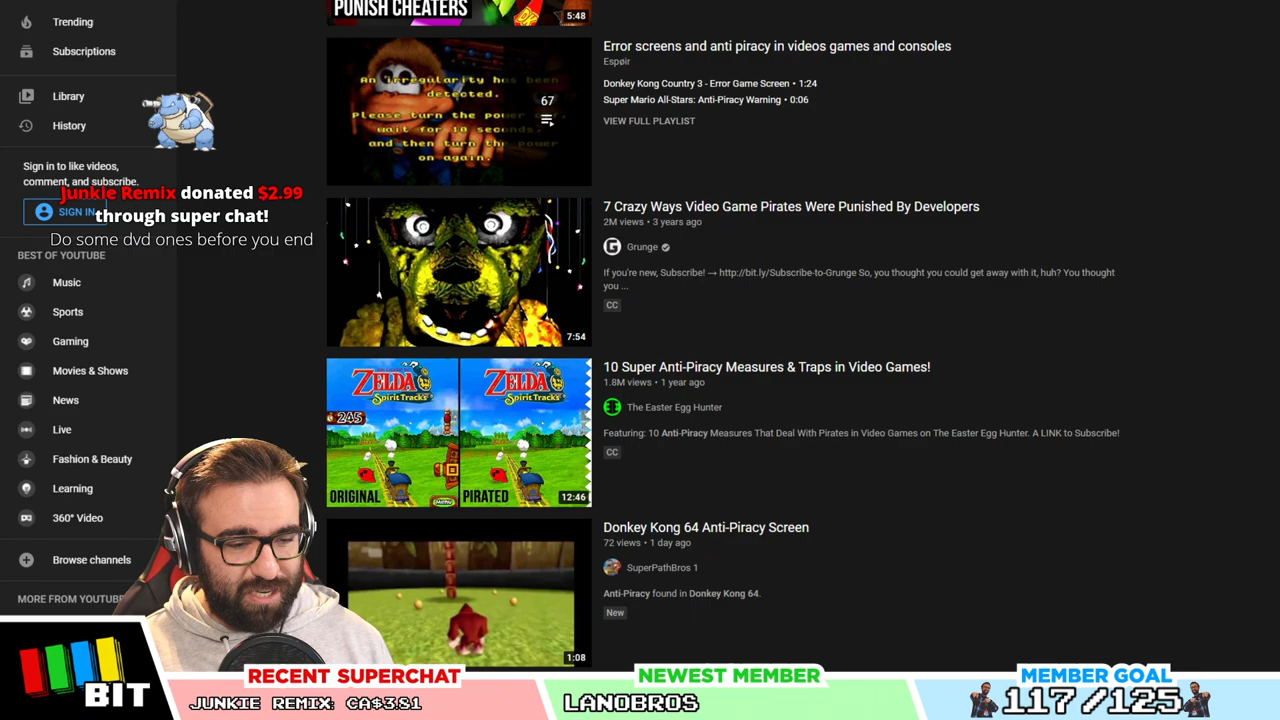 Trending
Subscriptions
Library
History
Sign in to like videos,
comment, and subscribe.
Junkie Remix donated $2.99
through super chat!
SIGN IN
Do some dvd ones before you end
BEST OF YOUTUBE
Music
Sports
Gaming
Movies & Shows
News
Live
Fashion & Beauty
Learning
360° Video
Browse channels
MORE FROM YOUTUBE
PUNISH CHEATERS
5:48
An irregularity has been
detected.
Please turn the power
wait for 10 seconds,
and then turn the power
on again.
67
Error screens and anti piracy in videos games and consoles
Espøir
Donkey Kong Country 3 - Error Game Screen • 1:24
Super Mario All-Stars: Anti-Piracy Warning • 0:06
VIEW FULL PLAYLIST
7:54
7 Crazy Ways Video Game Pirates Were Punished By Developers
2M views • 3 years ago
G Grunge
If you're new, Subscribe! → http://bit.ly/Subscribe-to-Grunge So, you thought you could get away with it, huh? You thought
you ...
CC
ZELDA
Spirit Tracks
ZELDA
Spirit Tracks
245
ORIGINAL
PIRATED
12:46
10 Super Anti-Piracy Measures & Traps in Video Games!
1.8M views • 1 year ago
The Easter Egg Hunter
Featuring: 10 Anti-Piracy Measures That Deal With Pirates in Video Games on The Easter Egg Hunter. A LINK to Subscribe!
CC
1:08
Donkey Kong 64 Anti-Piracy Screen
72 views • 1 day ago
SuperPathBros 1
Anti-Piracy found in Donkey Kong 64.
New
BIT
RECENT SUPERCHAT
JUNKIE REMIX: CA$3.81
NEWEST MEMBER
LANOBROS
MEMBER GOAL
117/125